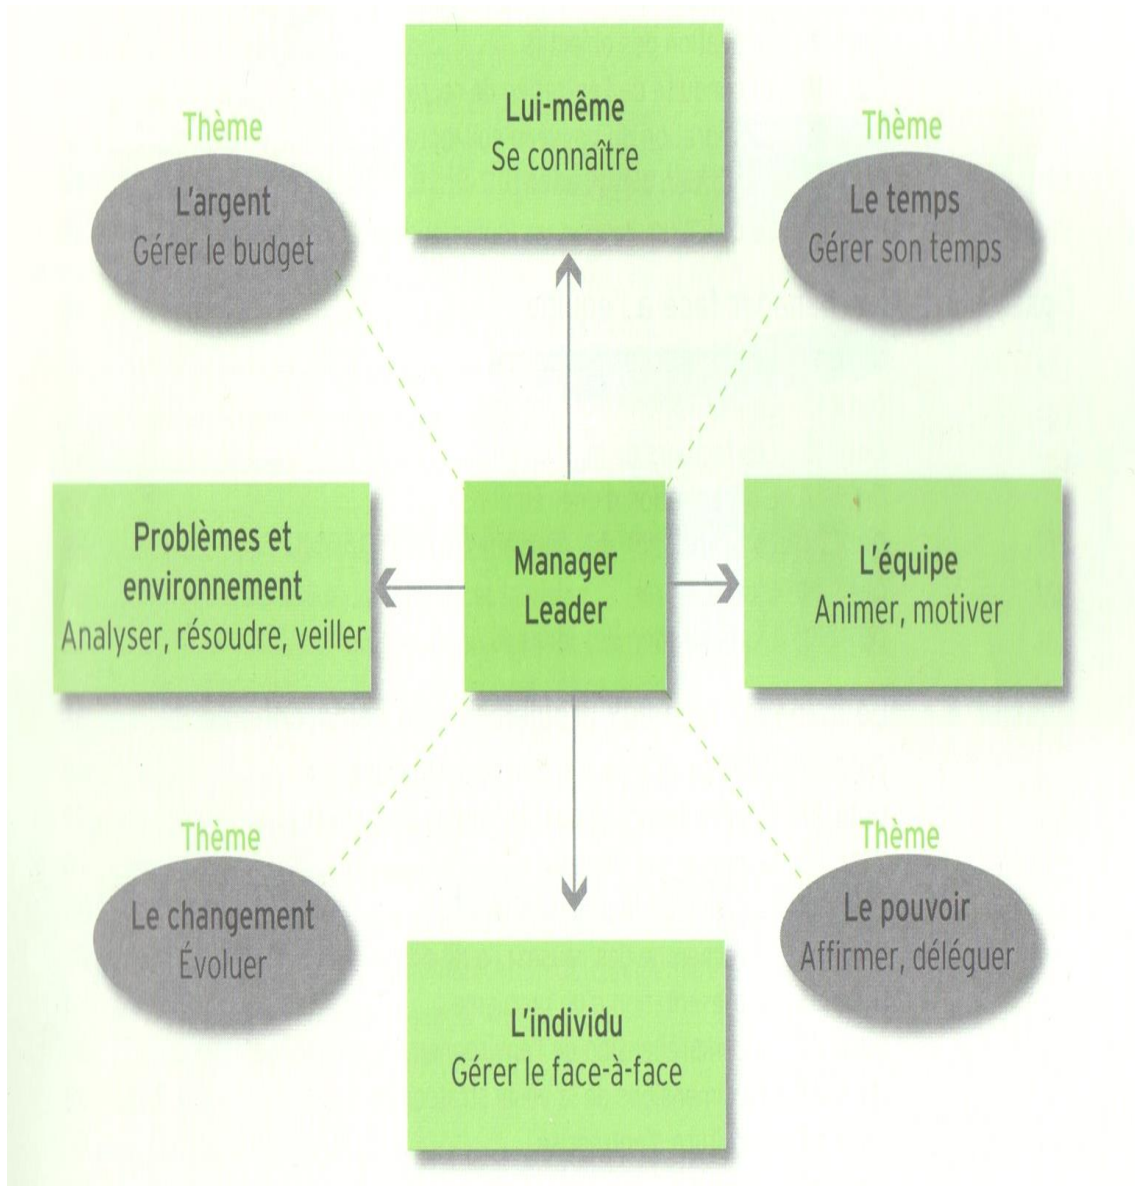 Lui-même
Se connaître
Thème
L'argent
Gérer le budget
Thème
Le temps
Gérer son temps
Problèmes et
environnement
Analyser, résoudre, veiller
Manager
Leader
L'équipe
Animer, motiver
Thème
Le changement
Évoluer
Thème
Le pouvoir
Affirmer, déléguer
L'individu
Gérer le face-à-face